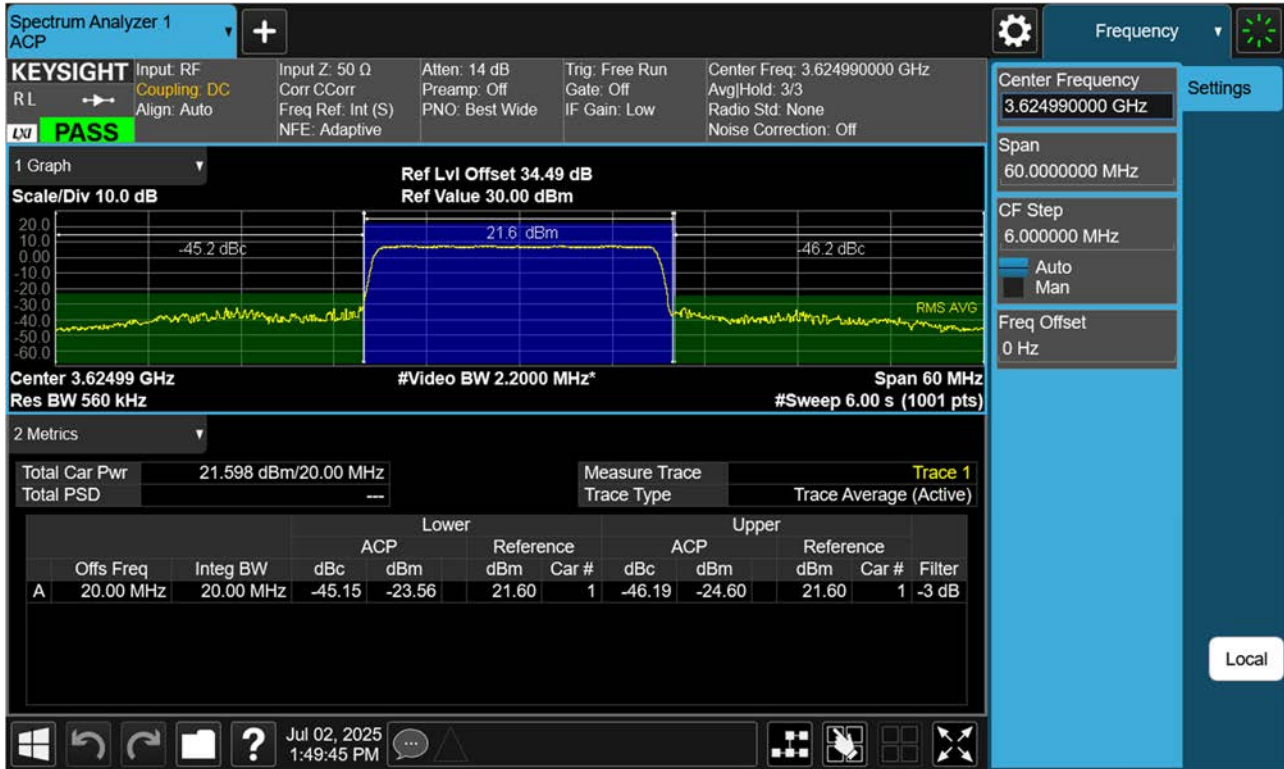 Spectrum Analyzer 1
ACP
+
Frequency
KEYSIGHT
RL
LXI
PASS
Input: RF
Coupling: DC
Align: Auto
Input Z: 50 Ω
Corr CCorr
Freq Ref: Int (S)
NFE: Adaptive
Atten: 14 dB
Preamp: Off
PNO: Best Wide
Trig: Free Run
Gate: Off
IF Gain: Low
Center Freq: 3.624990000 GHz
Avg|Hold: 3/3
Radio Std: None
Noise Correction: Off
Center Frequency
3.624990000 GHz
Settings
Span
60.0000000 MHz
CF Step
6.000000 MHz
Auto
Man
Freq Offset
0 Hz
Local
1 Graph
Scale/Div 10.0 dB
Ref Lvl Offset 34.49 dB
Ref Value 30.00 dBm
20.0
10.0
0.00
-10.0
-20.0
-30.0
-40.0
-50.0
-60.0
-45.2 dBc
21.6 dBm
-46.2 dBc
RMS AVG
Center 3.62499 GHz #Video BW 2.2000 MHz* Span 60 MHz
Res BW 560 kHz #Sweep 6.00 s (1001 pts)
2 Metrics
Total Car Pwr 21.598 dBm/20.00 MHz Measure Trace Trace 1
Total PSD --- Trace Type Trace Average (Active)
Lower Upper
ACP Reference ACP Reference
Offs Freq Integ BW dBc dBm dBm Car # dBc dBm dBm Car # Filter
A 20.00 MHz 20.00 MHz -45.15 -23.56 21.60 1 -46.19 -24.60 21.60 1 -3 dB
?
Jul 02, 2025
1:49:45 PM